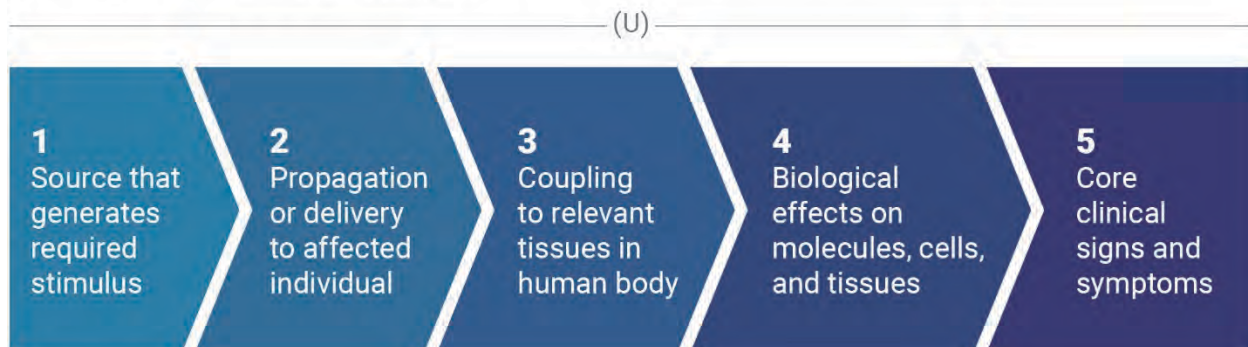 (U)
1
Source that
generates
required
stimulus
2
Propagation
or delivery
to affected
individual
3
Coupling
to relevant
tissues in
human body
4
Biological
effects on
molecules, cells,
and tissues
5
Core
clinical
signs and
symptoms